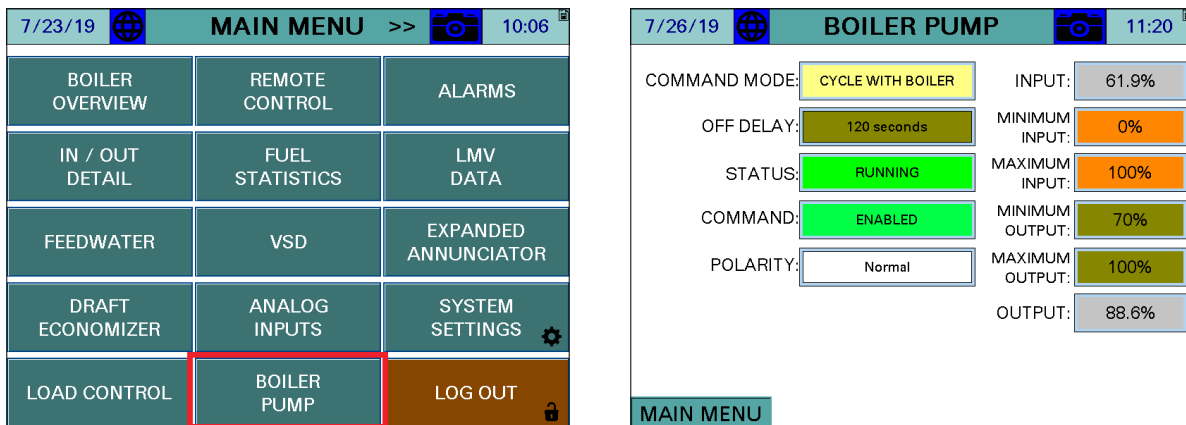 7/23/19 MAIN MENU >> 10:06
BOILER
OVERVIEW
REMOTE
CONTROL
ALARMS
IN / OUT
DETAIL
FUEL
STATISTICS
LMV
DATA
FEEDWATER
VSD
EXPANDED
ANNUNCIATOR
DRAFT
ECONOMIZER
ANALOG
INPUTS
SYSTEM
SETTINGS
LOAD CONTROL
BOILER
PUMP
LOG OUT
7/26/19 BOILER PUMP 11:20
COMMAND MODE: CYCLE WITH BOILER
OFF DELAY: 120 seconds
STATUS: RUNNING
COMMAND: ENABLED
POLARITY: Normal
INPUT: 61.9%
MINIMUM
INPUT: 0%
MAXIMUM
INPUT: 100%
MINIMUM
OUTPUT: 70%
MAXIMUM
OUTPUT: 100%
OUTPUT: 88.6%
MAIN MENU